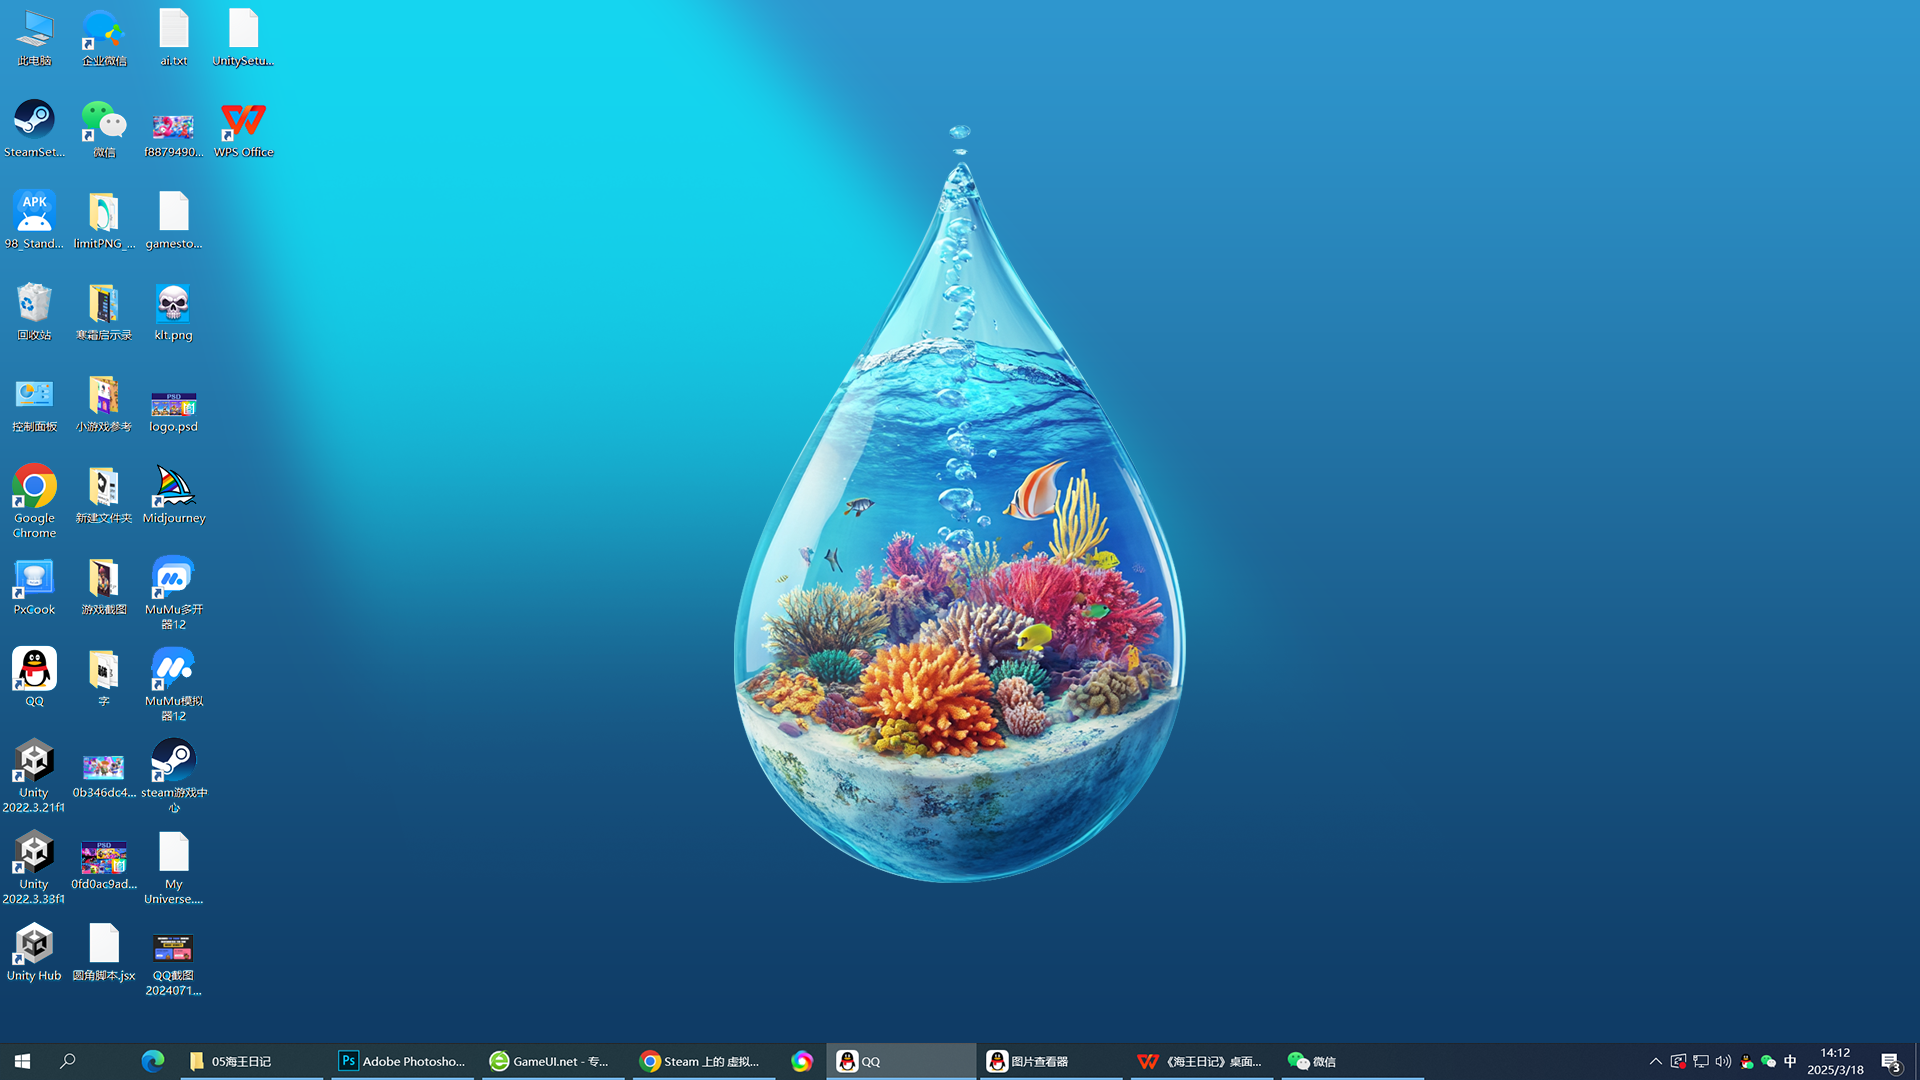 此电脑
企业微信
ai.txt
UnitySetu...
SteamSet...
微信
f8879490...
WPS Office
APK
98_Stand...
limitPNG_...
gamesto...
回收站
寒霜启示录
klt.png
控制面板
小游戏参考
PSD
logo.psd
Google
Chrome
新建文件夹
Midjourney
PxCook
游戏截图
MuMu多开
器12
QQ
字
MuMu模拟
器12
Unity
2022.3.21f1
0b346dc4...
steam游戏中
心
Unity
2022.3.33f1
PSD
0fd0ac9ad...
My
Universe....
Unity Hub
圆角脚本.jsx
QQ截图
2024071...
05海王日记
Ps
Adobe Photosho...
GameUI.net - 专...
Steam 上的 虚拟...
QQ
图片查看器
《海王日记》桌面...
微信
中
14:12
2025/3/18
3